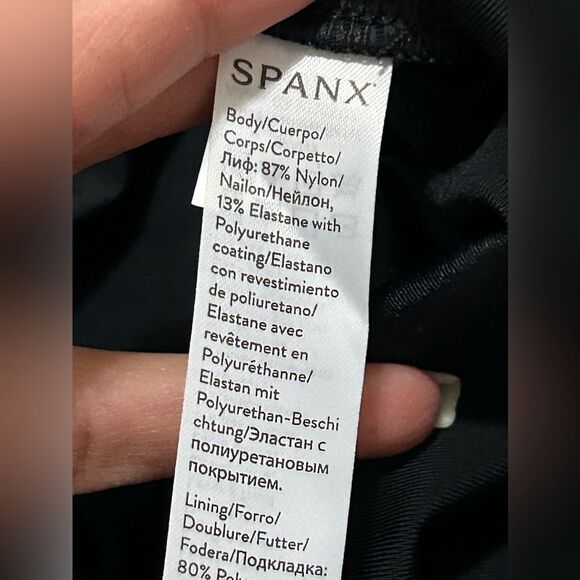 SPANX
Body/Cuerpo/
Corps/Corpetto/
Лиф: 87% Nylon/
Nailon/Нейлон,
13% Elastane with
Polyurethane
coating/Elastano
con revestimiento
de poliuretano/
Elastane avec
revêtement en
Polyuréthanne/
Elastan mit
Polyurethan-Beschi
chtung/Эластан с
полиуретановым
покрытием.
Lining/Forro/
Doublure/Futter/
Fodera/Подкладка:
80%